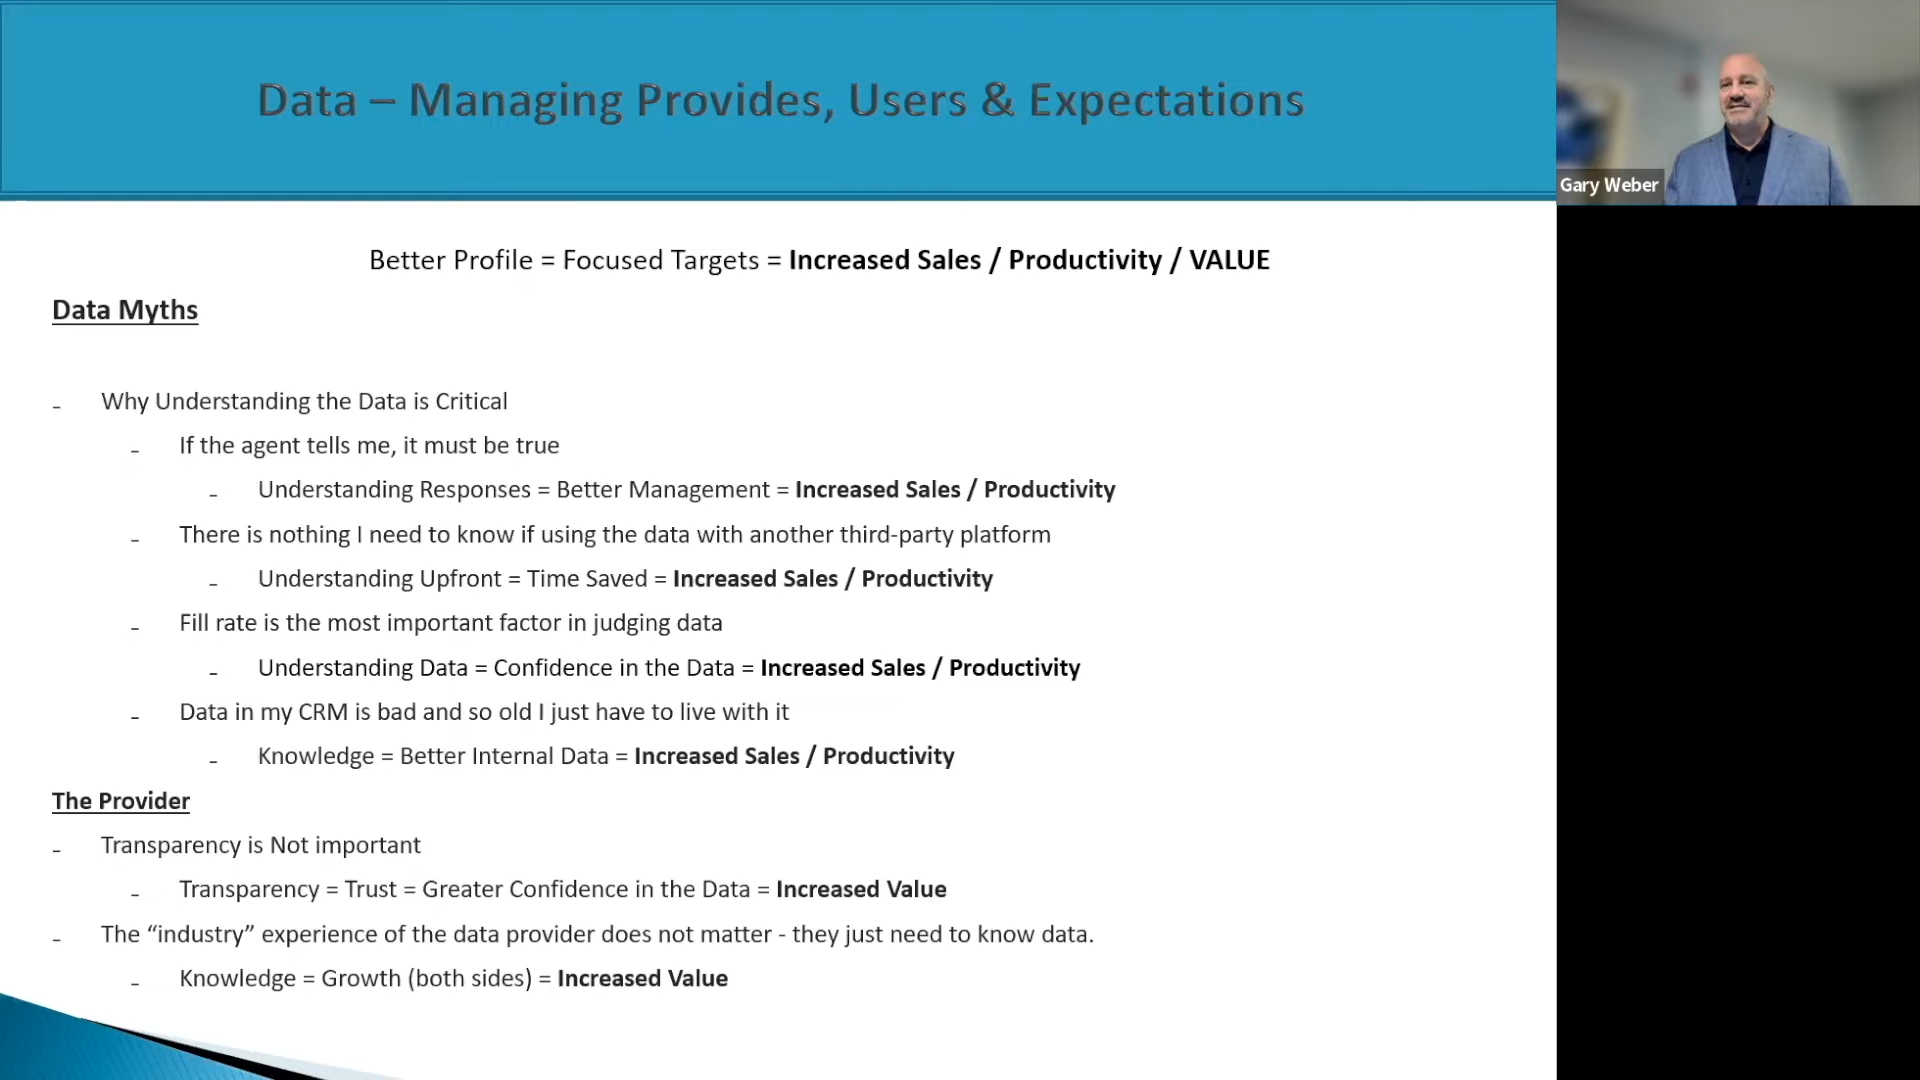 Data – Managing Provides, Users & Expectations
Gary Weber
Better Profile = Focused Targets = Increased Sales / Productivity / VALUE
Data Myths
- Why Understanding the Data is Critical
- If the agent tells me, it must be true
- Understanding Responses = Better Management = Increased Sales / Productivity
- There is nothing I need to know if using the data with another third-party platform
- Understanding Upfront = Time Saved = Increased Sales / Productivity
- Fill rate is the most important factor in judging data
- Understanding Data = Confidence in the Data = Increased Sales / Productivity
- Data in my CRM is bad and so old I just have to live with it
- Knowledge = Better Internal Data = Increased Sales / Productivity
The Provider
- Transparency is Not important
- Transparency = Trust = Greater Confidence in the Data = Increased Value
- The “industry” experience of the data provider does not matter - they just need to know data.
- Knowledge = Growth (both sides) = Increased Value